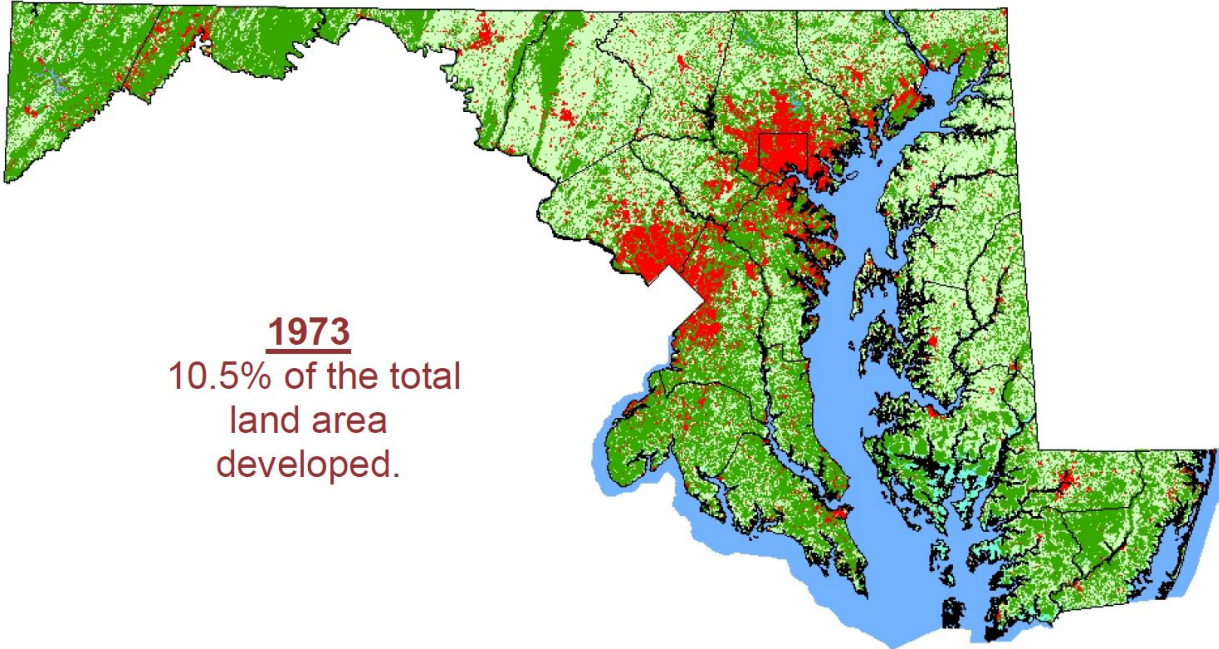 1973
10.5% of the total
land area
developed.